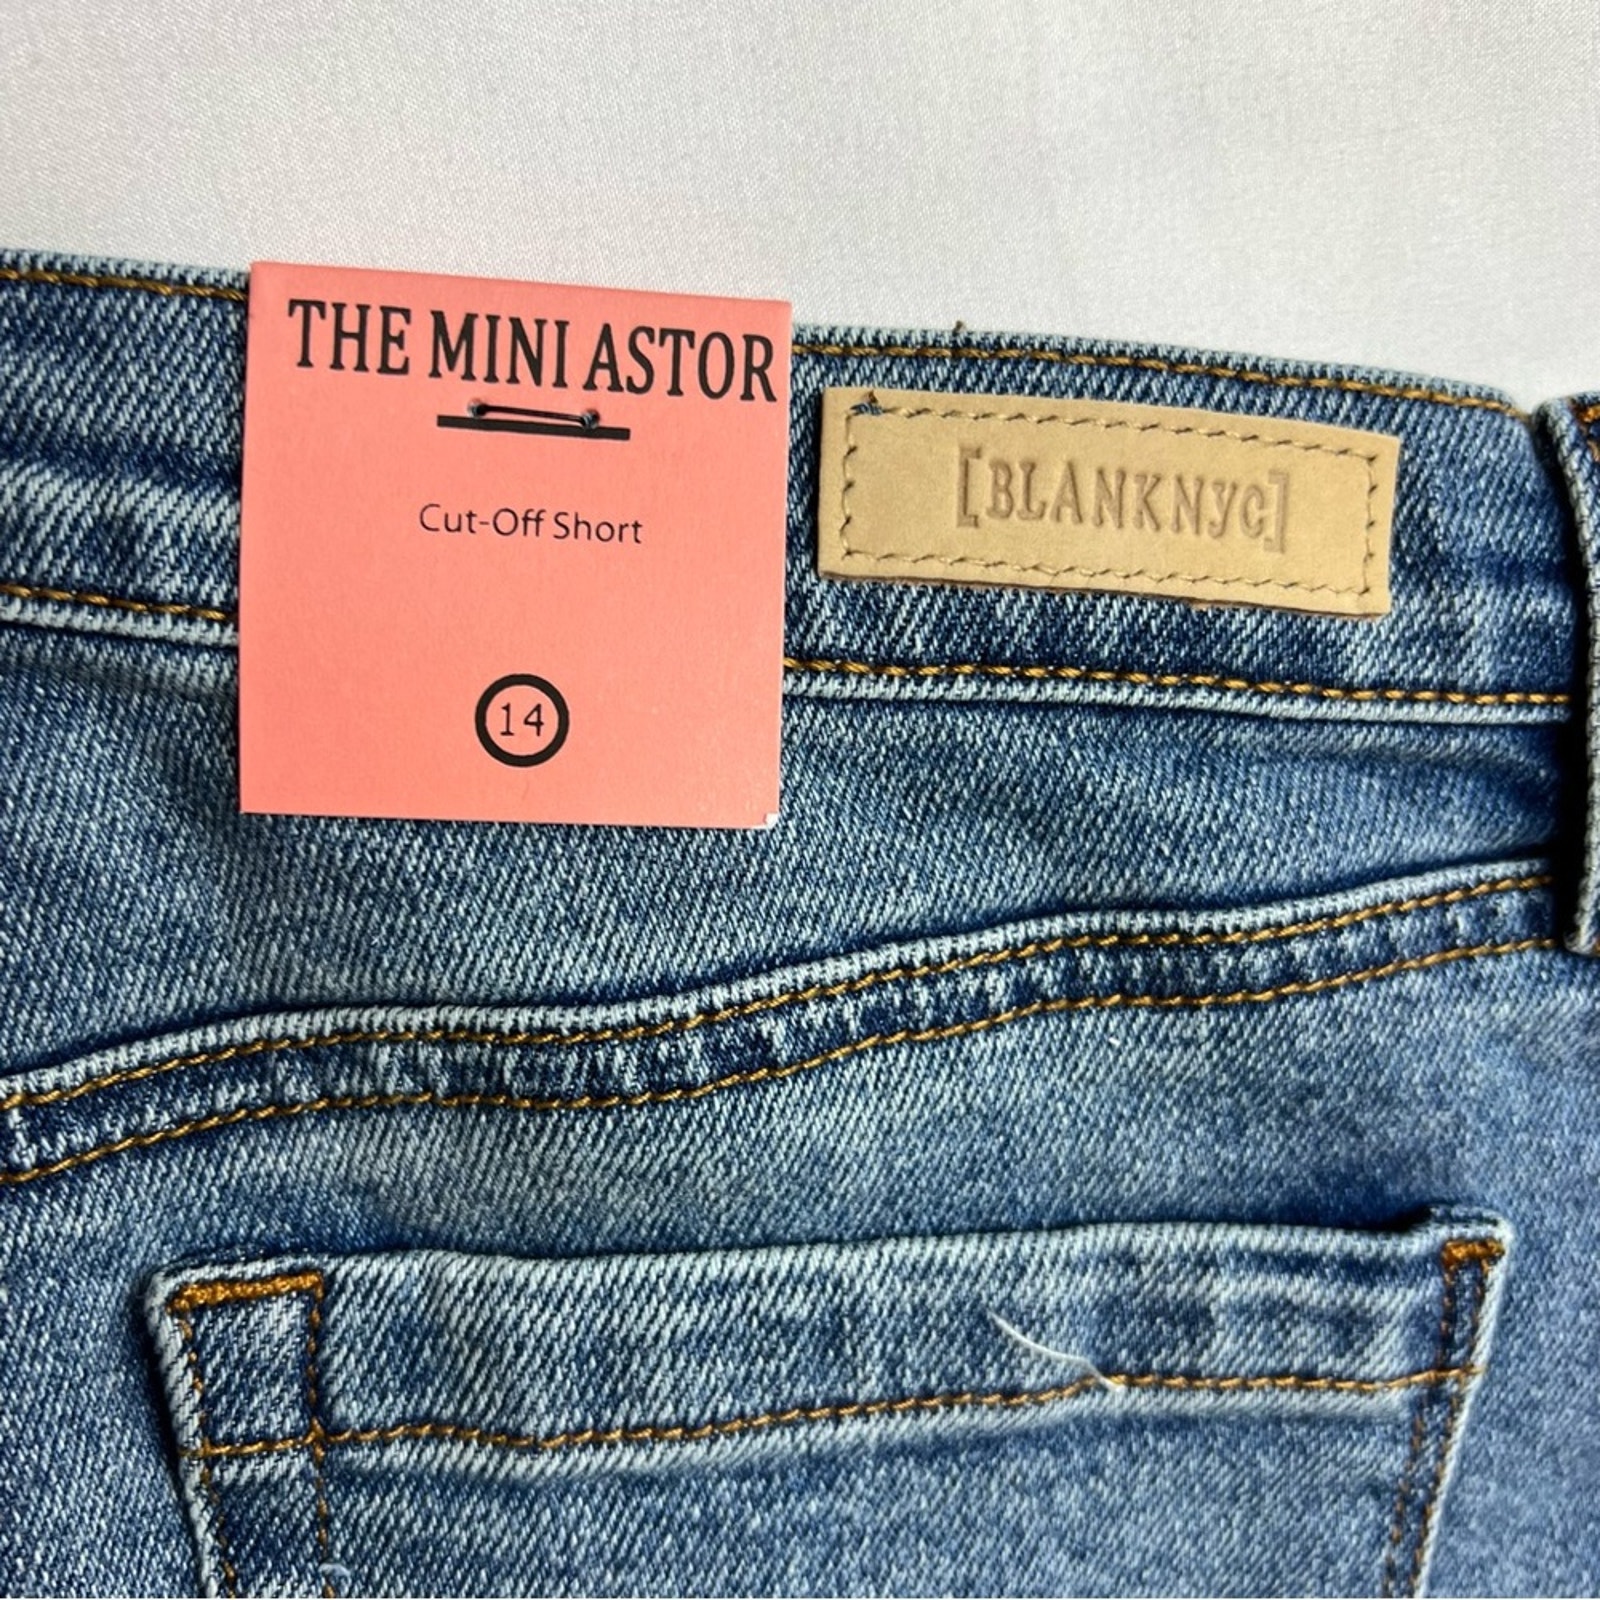 THE MINI ASTOR
Cut-Off Short
14
[BLANKNYC]